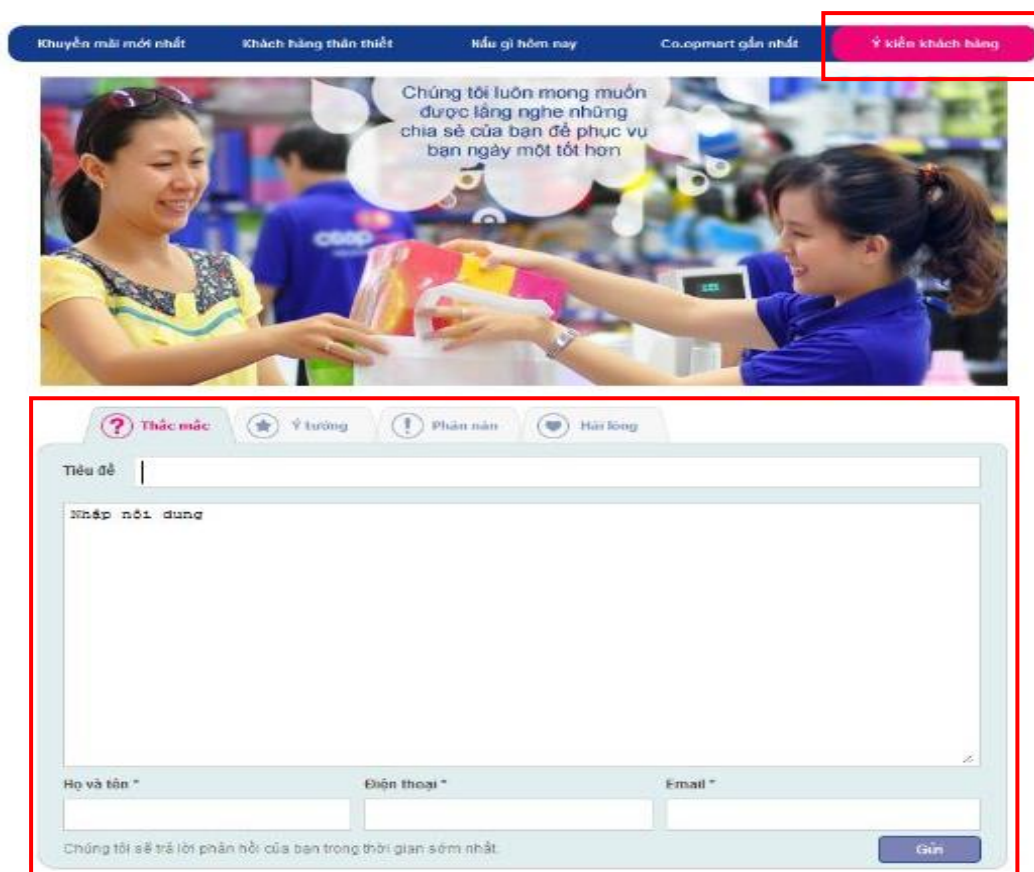 Khuyến mãi mới nhất
Khách hàng thân thiết
Nấu gì hôm nay
Co.opmart gần nhất
Ý kiến khách hàng
Chúng tôi luôn mong muốn
được lắng nghe những
chia sẻ của bạn để phục vụ
bạn ngày một tốt hơn
co.op
Thắc mắc
Ý tưởng
Phàn nàn
Hài lòng
Tiêu đề
Nhập nội dung
Họ và tên *
Điện thoại *
Email *
Chúng tôi sẽ trả lời phản hồi của bạn trong thời gian sớm nhất.
Gửi